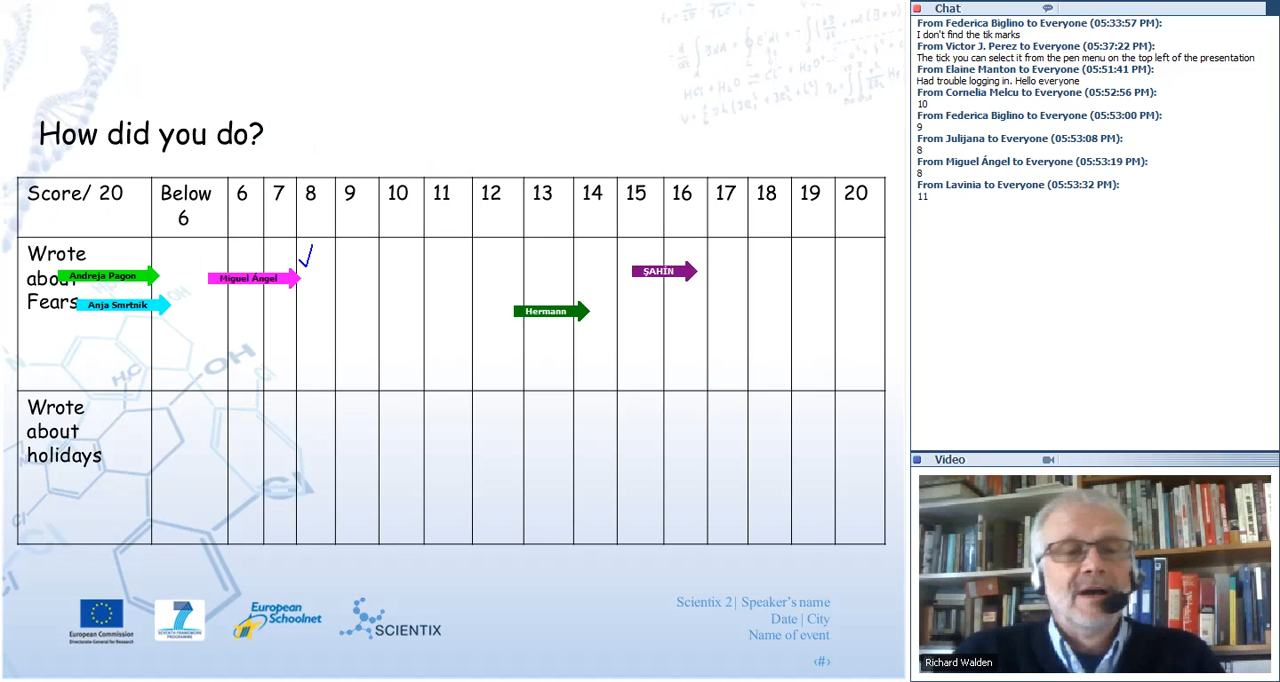 How did you do?
Score/ 20
Below
6
6
7
8
9
10
11
12
13
14
15
16
17
18
19
20
Wrote
about
Fears
Andreja Pagon
Anja Smrtnik
Miguel Ángel
Hermann
ŞAHİN
Wrote
about
holidays
European Commission
SEVENTH FRAMEWORK
PROGRAMME
European
Schoolnet
SCIENTIX
Scientix 2| Speaker's name
Date | City
Name of event
‹#›
Chat
From Federica Biglino to Everyone (05:33:57 PM):
I don't find the tik marks
From Victor J. Perez to Everyone (05:37:22 PM):
The tick you can select it from the pen menu on the top left of the presentation
From Elaine Manton to Everyone (05:51:41 PM):
Had trouble logging in. Hello everyone
From Cornelia Melcu to Everyone (05:52:56 PM):
10
From Federica Biglino to Everyone (05:53:00 PM):
9
From Julijana to Everyone (05:53:08 PM):
8
From Miguel Ángel to Everyone (05:53:19 PM):
8
From Lavinia to Everyone (05:53:32 PM):
11
Video
Richard Walden